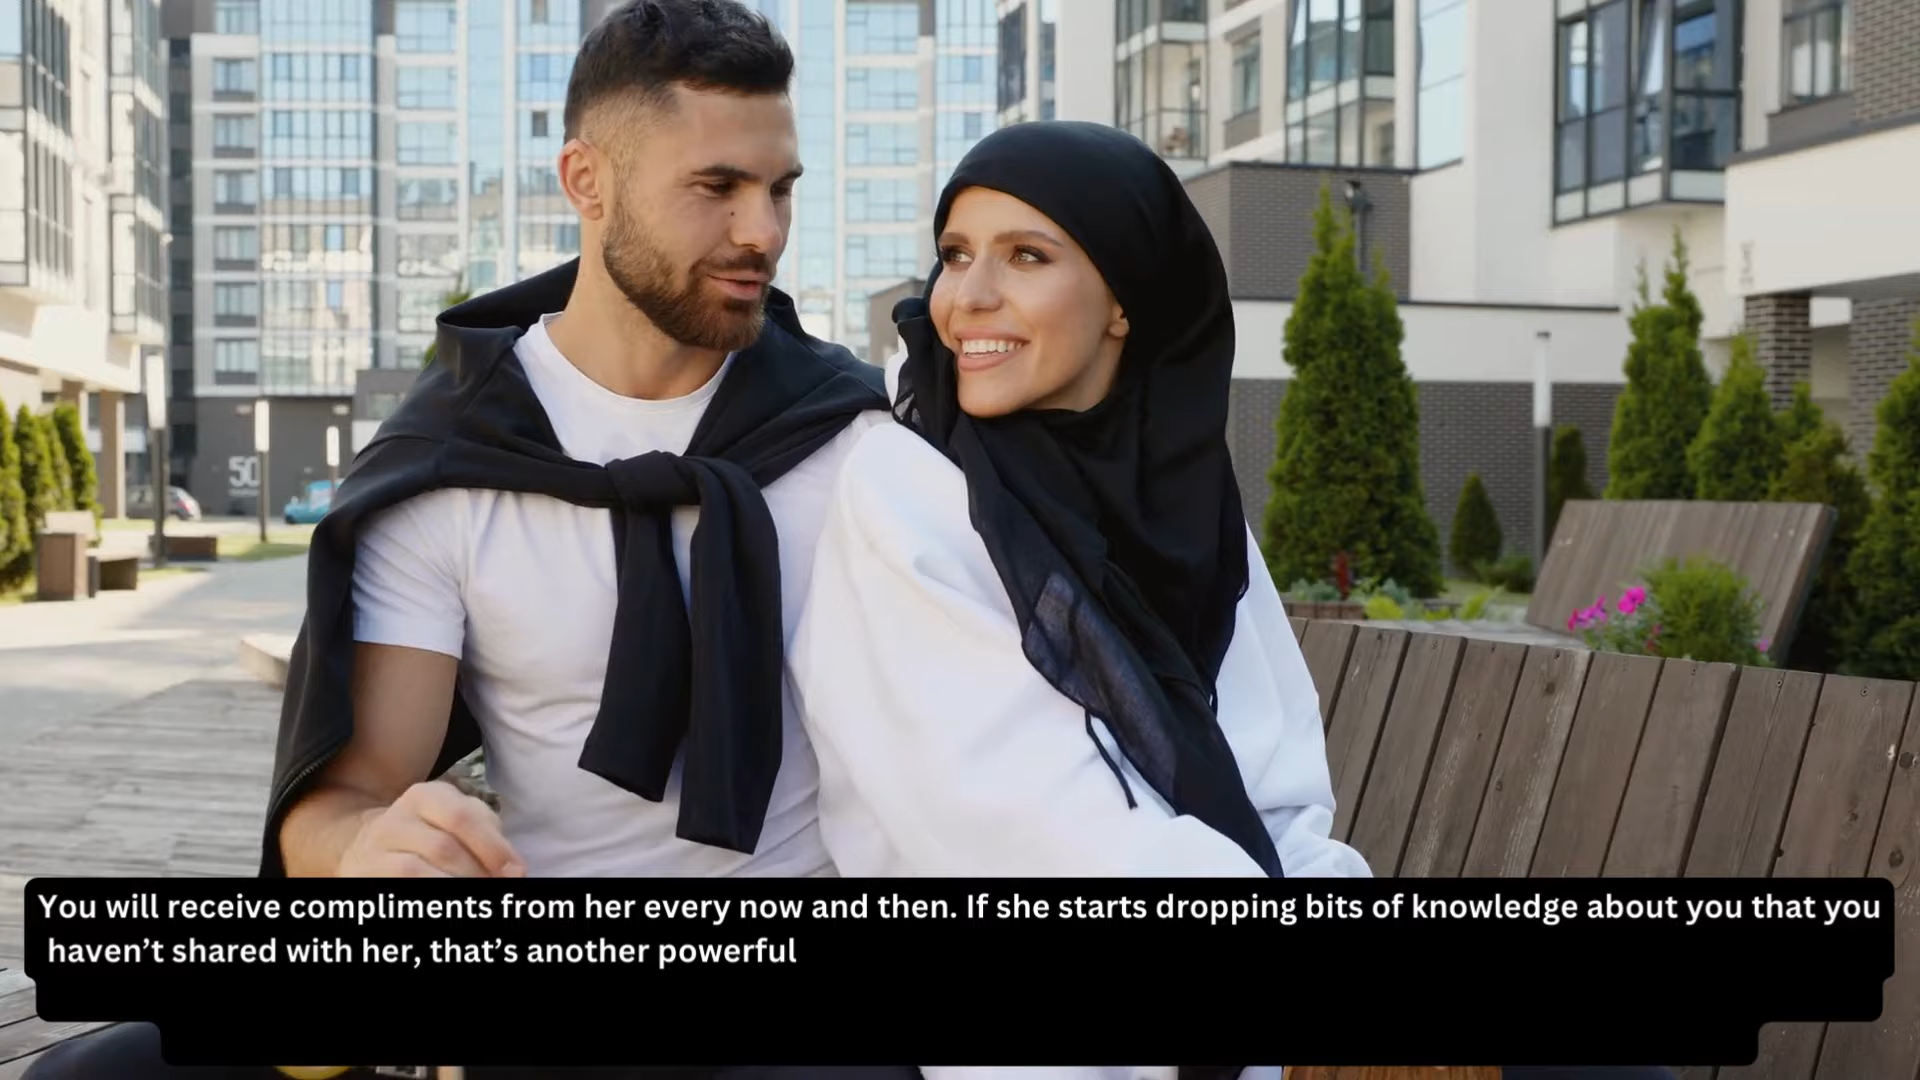 50
You will receive compliments from her every now and then. If she starts dropping bits of knowledge about you that you
haven’t shared with her, that’s another powerful